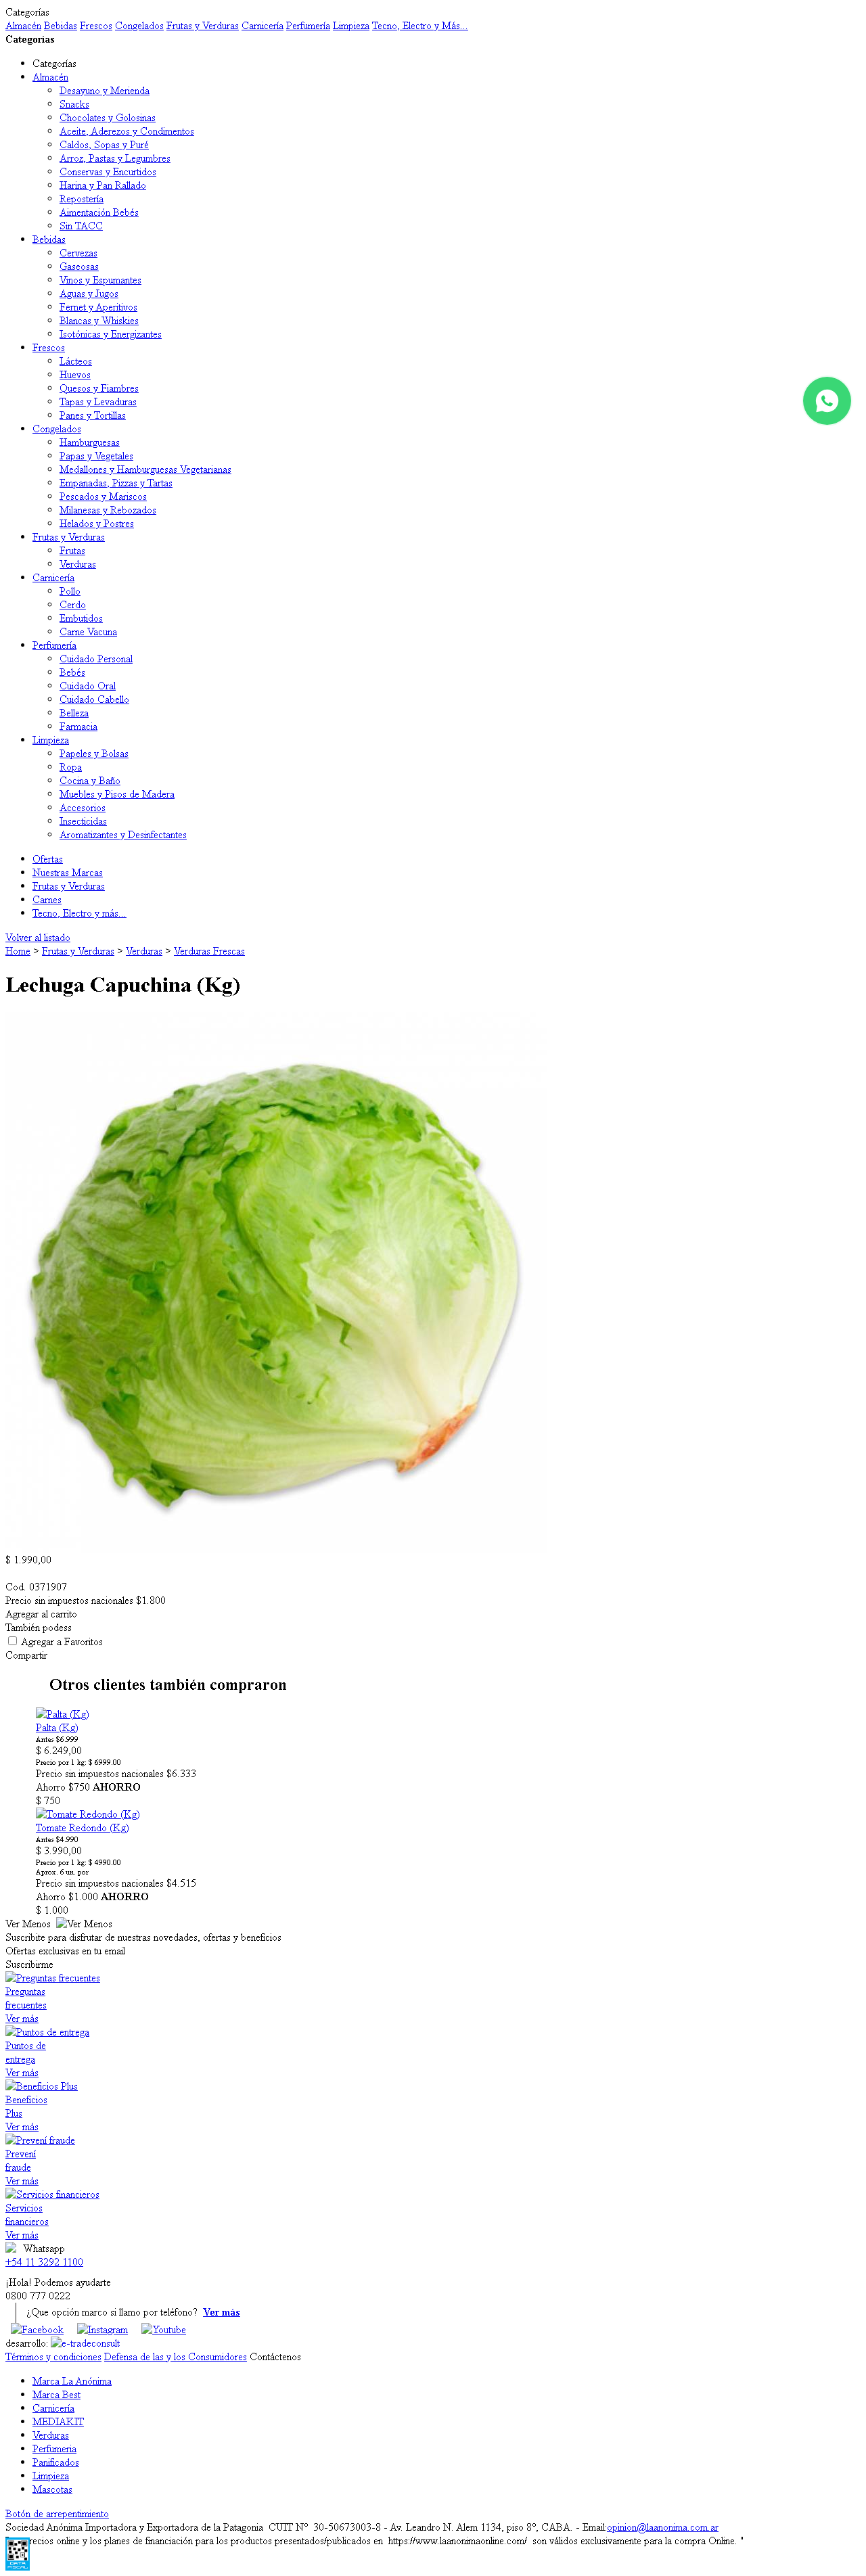 Categorías
Almacén Bebidas Frescos Congelados Frutas y Verduras Carnicería Perfumería Limpieza Tecno, Electro y Más...
Categorías
Categorías
Almacén
Desayuno y Merienda
Snacks
Chocolates y Golosinas
Aceite, Aderezos y Condimentos
Caldos, Sopas y Puré
Arroz, Pastas y Legumbres
Conservas y Encurtidos
Harina y Pan Rallado
Repostería
Aimentación Bebés
Sin TACC
Bebidas
Cervezas
Gaseosas
Vinos y Espumantes
Aguas y Jugos
Fernet y Aperitivos
Blancas y Whiskies
Isotónicas y Energizantes
Frescos
Lácteos
Huevos
Quesos y Fiambres
Tapas y Levaduras
Panes y Tortillas
Congelados
Hamburguesas
Papas y Vegetales
Medallones y Hamburguesas Vegetarianas
Empanadas, Pizzas y Tartas
Pescados y Mariscos
Milanesas y Rebozados
Helados y Postres
Frutas y Verduras
Frutas
Verduras
Carnicería
Pollo
Cerdo
Embutidos
Carne Vacuna
Perfumería
Cuidado Personal
Bebés
Cuidado Oral
Cuidado Cabello
Belleza
Farmacia
Limpieza
Papeles y Bolsas
Ropa
Cocina y Baño
Muebles y Pisos de Madera
Accesorios
Insecticidas
Aromatizantes y Desinfectantes
Ofertas
Nuestras Marcas
Frutas y Verduras
Carnes
Tecno, Electro y más...
Volver al listado
Home > Frutas y Verduras > Verduras > Verduras Frescas
Lechuga Capuchina (Kg)
$ 1.990,00
Cod. 0371907
Precio sin impuestos nacionales $1.800
Agregar al carrito
También podess
Agregar a Favoritos
Compartir
Otros clientes también compraron
Palta (Kg)
Palta (Kg)
Antes $6.999
$ 6.249,00
Precio por 1 kg: $ 6999.00
Precio sin impuestos nacionales $6.333
Ahorro $750 AHORRO
$ 750
Tomate Redondo (Kg)
Tomate Redondo (Kg)
Antes $4.990
$ 3.990,00
Precio por 1 kg: $ 4990.00
Aprox. 6 un. por
Precio sin impuestos nacionales $4.515
Ahorro $1.000 AHORRO
$ 1.000
Ver Menos Ver Menos
Suscribite para disfrutar de nuestras novedades, ofertas y beneficios
Ofertas exclusivas en tu email
Suscribirme
Preguntas frecuentes
Preguntas
frecuentes
Ver más
Puntos de entrega
Puntos de
entrega
Ver más
Beneficios Plus
Beneficios
Plus
Ver más
Prevení fraude
Prevení
fraude
Ver más
Servicios financieros
Servicios
financieros
Ver más
Whatsapp
+54 11 3292 1100
¡Hola! Podemos ayudarte
0800 777 0222
¿Que opción marco si llamo por teléfono? Ver más
Facebook Instagram Youtube
desarrollo: e-tradeconsult
Términos y condiciones Defensa de las y los Consumidores Contáctenos
Marca La Anónima
Marca Best
Carnicería
MEDIAKIT
Verduras
Perfumeria
Panificados
Limpieza
Mascotas
Botón de arrepentimiento
Sociedad Anónima Importadora y Exportadora de la Patagonia CUIT Nº 30-50673003-8 - Av. Leandro N. Alem 1134, piso 8º, CABA. - Email:opinion@laanonima.com.ar
recios online y los planes de financiación para los productos presentados/publicados en https://www.laanonimaonline.com/ son válidos exclusivamente para la compra Online. "
DATA
FISCAL